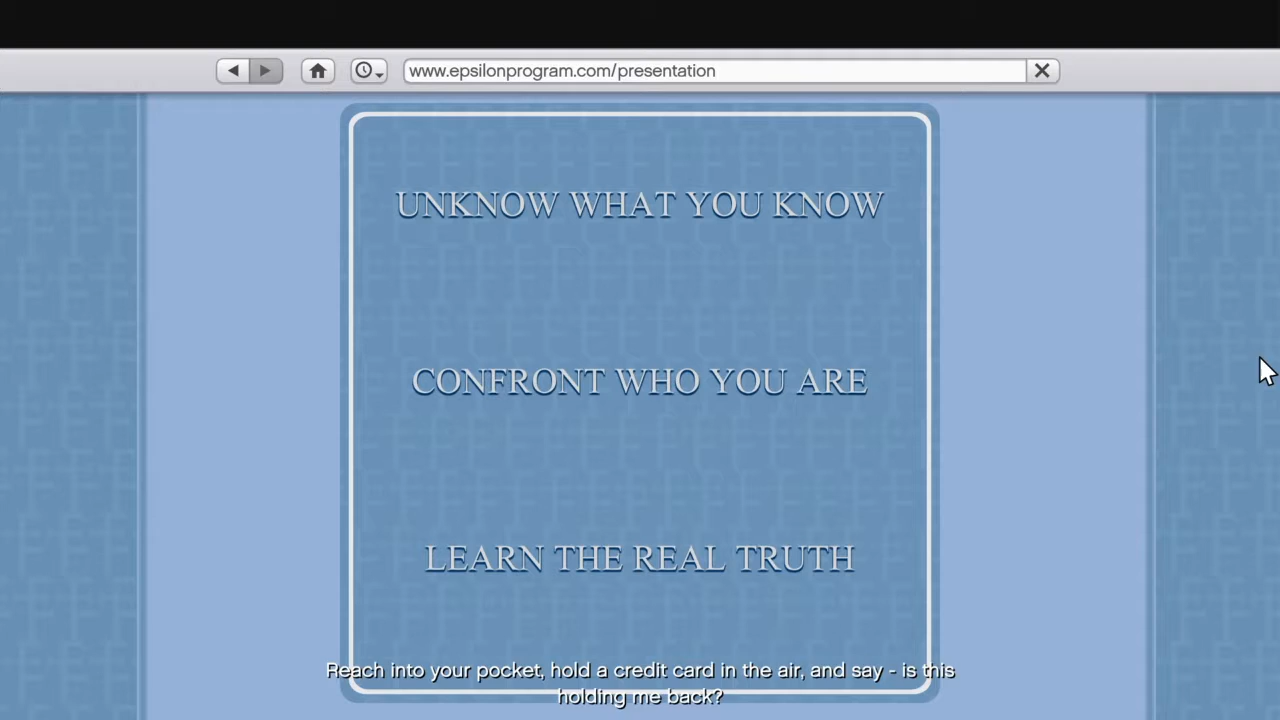 www.epsilonprogram.com/presentation
UNKNOW WHAT YOU KNOW
CONFRONT WHO YOU ARE
LEARN THE REAL TRUTH
Reach into your pocket, hold a credit card in the air, and say - is this
holding me back?